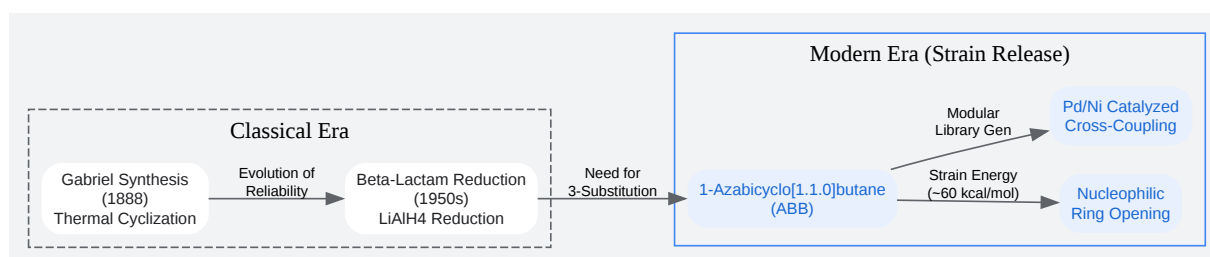 Classical Era
Gabriel Synthesis
(1888)
Thermal Cyclization
Evolution of
Reliability
Beta-Lactam Reduction
(1950s)
LiAlH4 Reduction
Need for
3-Substitution
Modern Era (Strain Release)
1-Azabicyclo[1.1.0]butane
(ABB)
Modular
Library Gen
Pd/Ni Catalyzed
Cross-Coupling
Strain Energy
(~60 kcal/mol)
Nucleophilic
Ring Opening